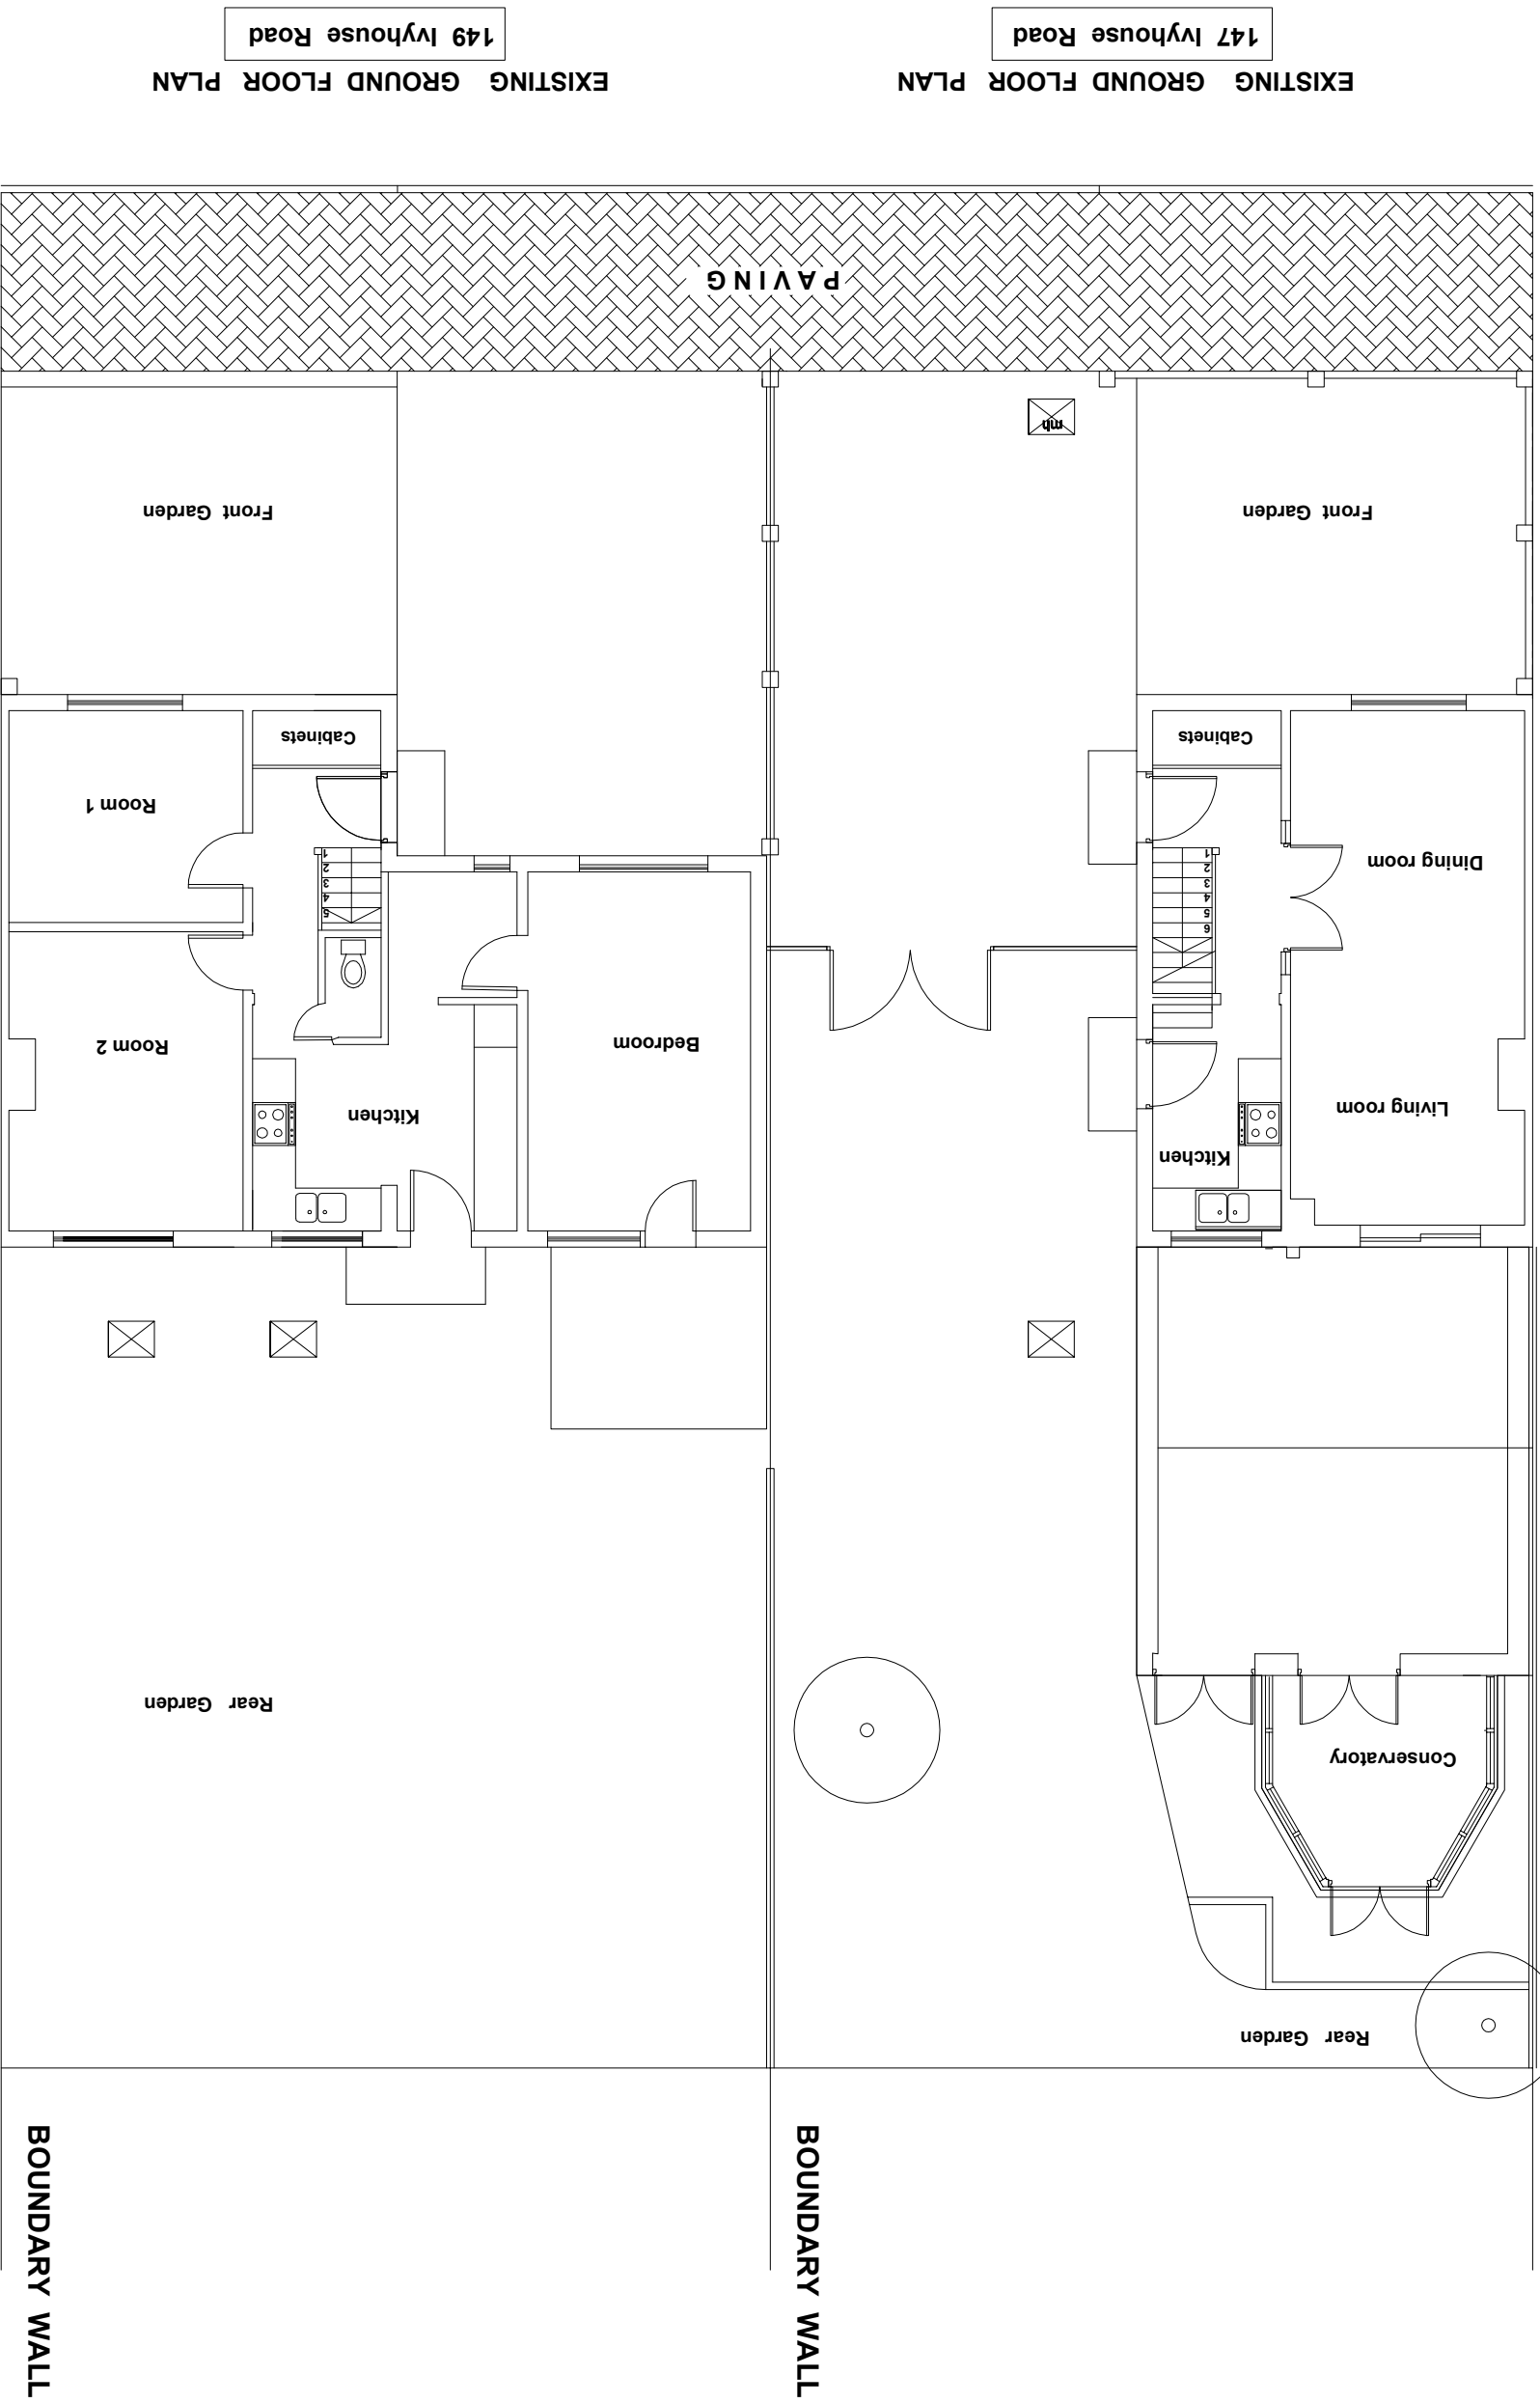 BOUNDARY WALL
BOUNDARY WALL
Rear Garden
Conservatory
Rear Garden
Kitchen
Living room
Kitchen
Bedroom
Room 2
6
5
4
3
2
1
5
4
3
2
1
Dining room
Room 1
Cabinets
Cabinets
Front Garden
Front Garden
mh
PAVING
EXISTING GROUND FLOOR PLAN
147 Ivyhouse Road
EXISTING GROUND FLOOR PLAN
149 Ivyhouse Road